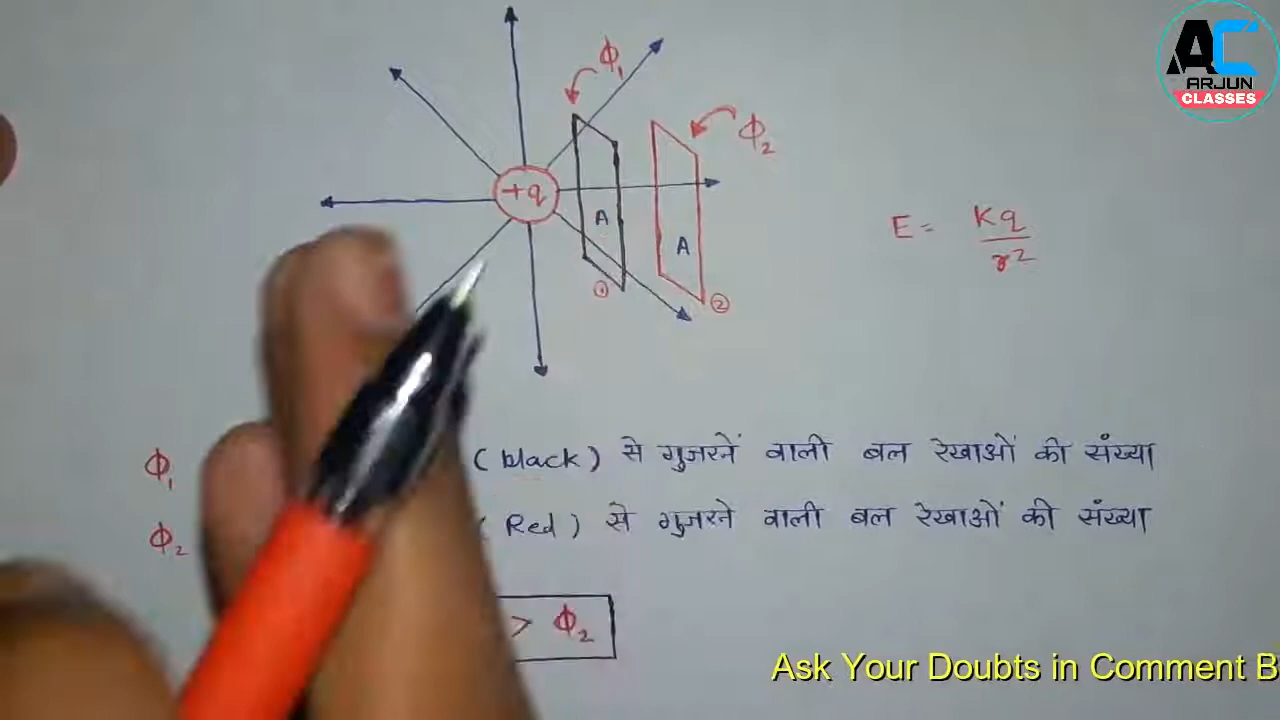 AC
ARJUN
CLASSES
Φ₁
Φ₂
+q
A
A
①
②
E = Kq / r²
Φ₁ (black) से गुजरनें वाली बल रेखाओं की संख्या
Φ₂ (Red) से गुजरने वाली बल रेखाओं की संख्या
> Φ₂
Ask Your Doubts in Comment B